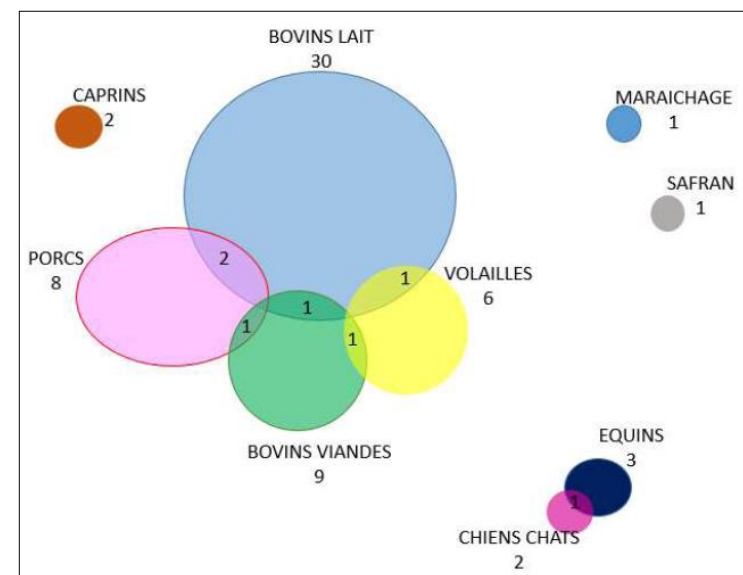 BOVINS LAIT
30
CAPRINS
2
MARAICHAGE
1
SAFRAN
1
PORCS
8
2
1
VOLAILLES
6
1
1
1
BOVINS VIANDES
9
EQUINS
3
1
CHIENS CHATS
2